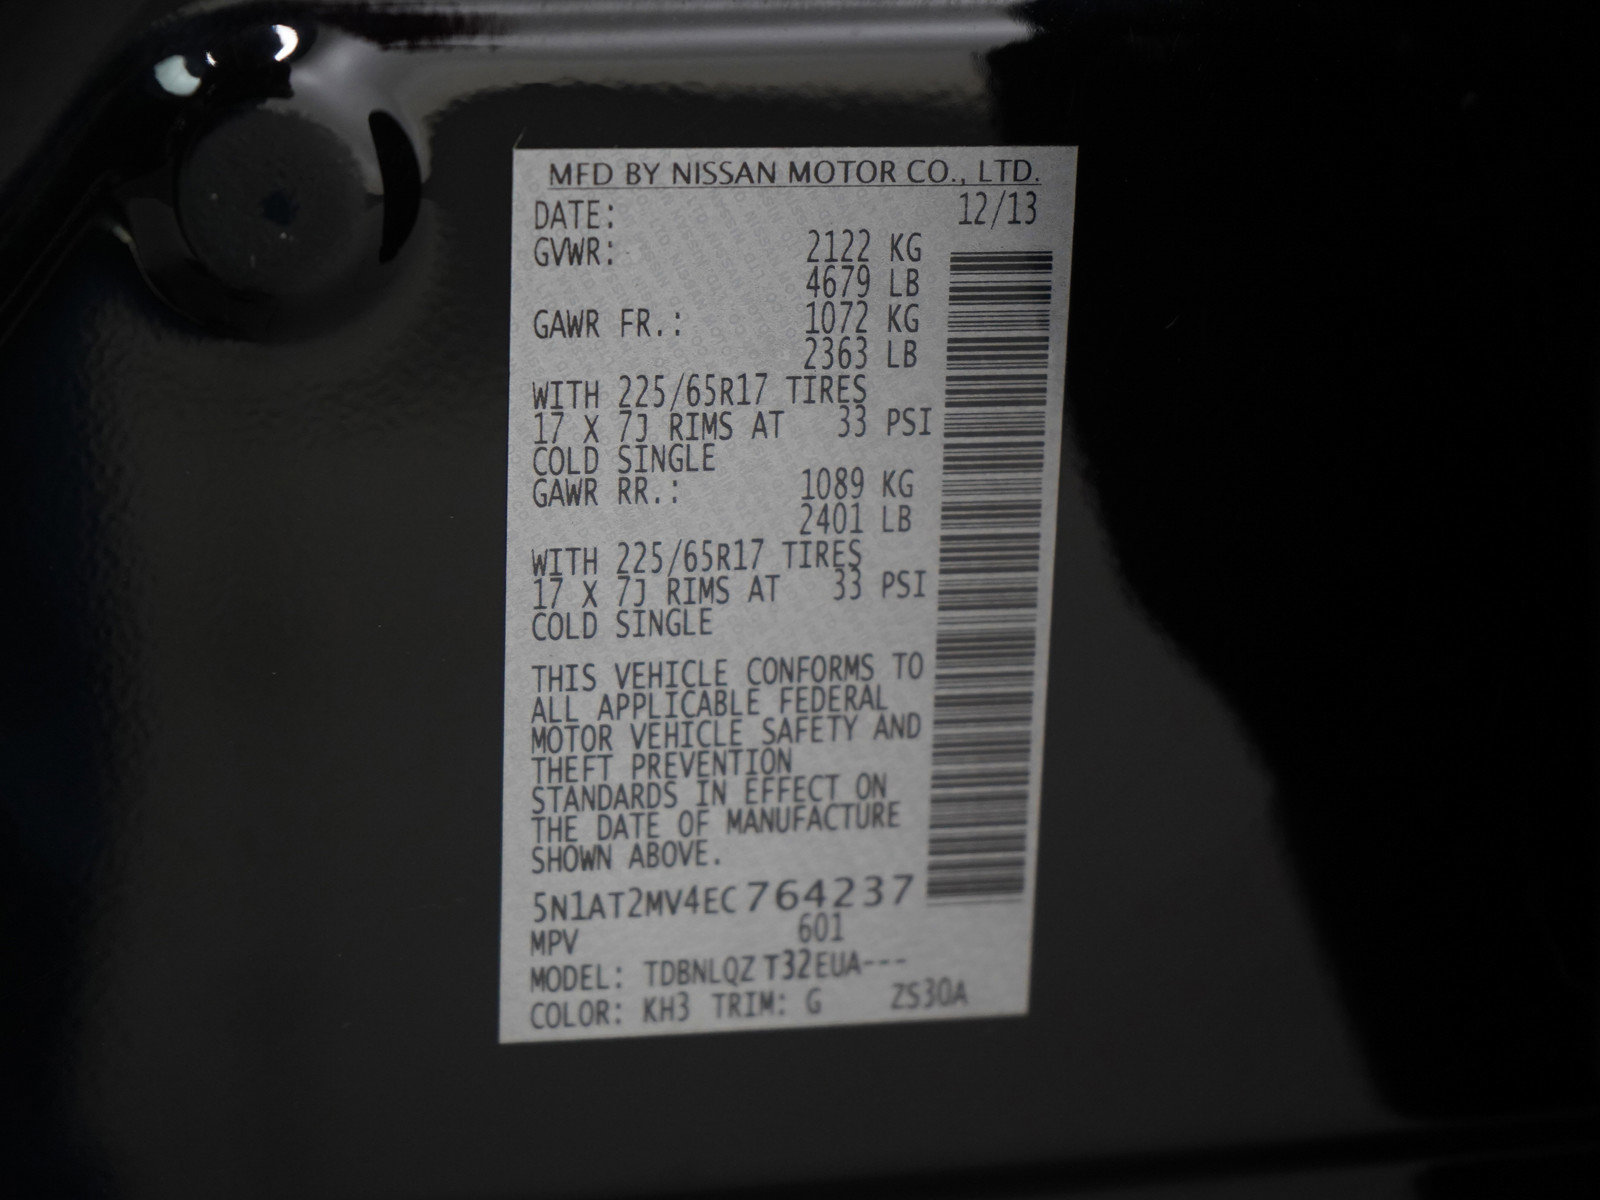 MFD BY NISSAN MOTOR CO., LTD.
DATE: 12/13
GVWR: 2122 KG
4679 LB
GAWR FR.: 1072 KG
2363 LB
WITH 225/65R17 TIRES
17 X 7J RIMS AT 33 PSI
COLD SINGLE
GAWR RR.: 1089 KG
2401 LB
WITH 225/65R17 TIRES
17 X 7J RIMS AT 33 PSI
COLD SINGLE
THIS VEHICLE CONFORMS TO
ALL APPLICABLE FEDERAL
MOTOR VEHICLE SAFETY AND
THEFT PREVENTION
STANDARDS IN EFFECT ON
THE DATE OF MANUFACTURE
SHOWN ABOVE.
5N1AT2MV4EC764237
MPV 601
MODEL: TDBNLQZ T32EUA---
COLOR: KH3 TRIM: G ZS30A